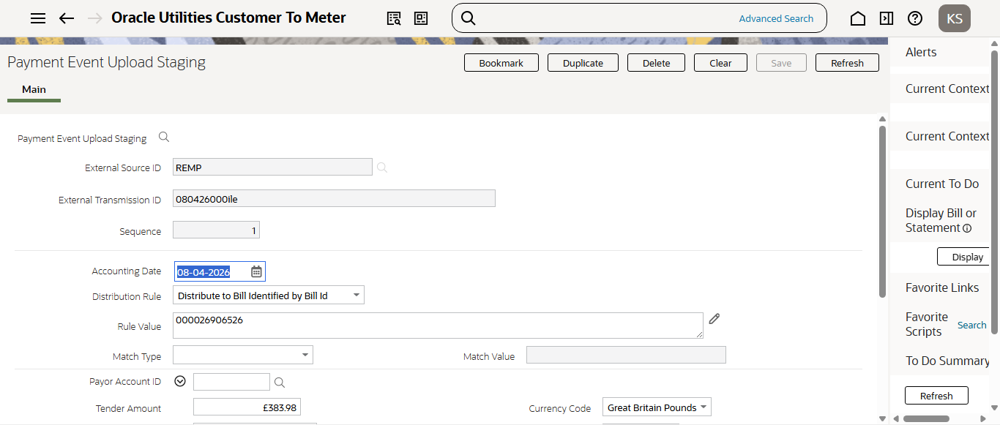 Oracle Utilities Customer To Meter
Advanced Search
KS
Payment Event Upload Staging
Bookmark
Duplicate
Delete
Clear
Save
Refresh
Main
Payment Event Upload Staging
External Source ID
REMP
External Transmission ID
080426000ile
Sequence
1
Accounting Date
08-04-2026
Distribution Rule
Distribute to Bill Identified by Bill Id
Rule Value
000026906526
Match Type
Match Value
Payor Account ID
Tender Amount
£383.98
Currency Code
Great Britain Pounds
Alerts
Current Context
Current Context
Current To Do
Display Bill or
Statement
Display
Favorite Links
Favorite
Scripts
Search
To Do Summary
Refresh